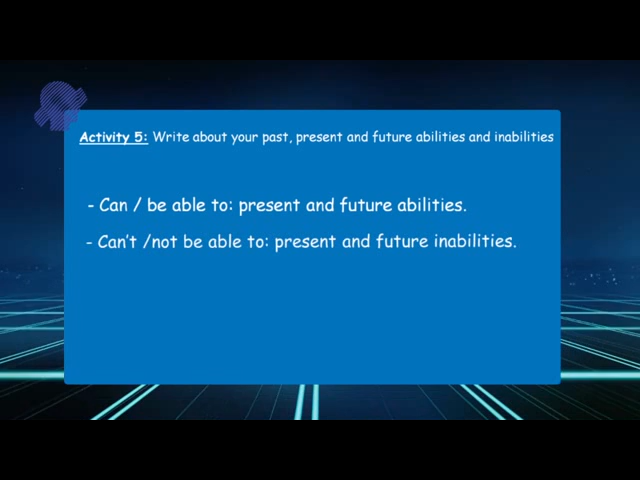 Activity 5: Write about your past, present and future abilities and inabilities
- Can / be able to: present and future abilities.
- Can't /not be able to: present and future inabilities.